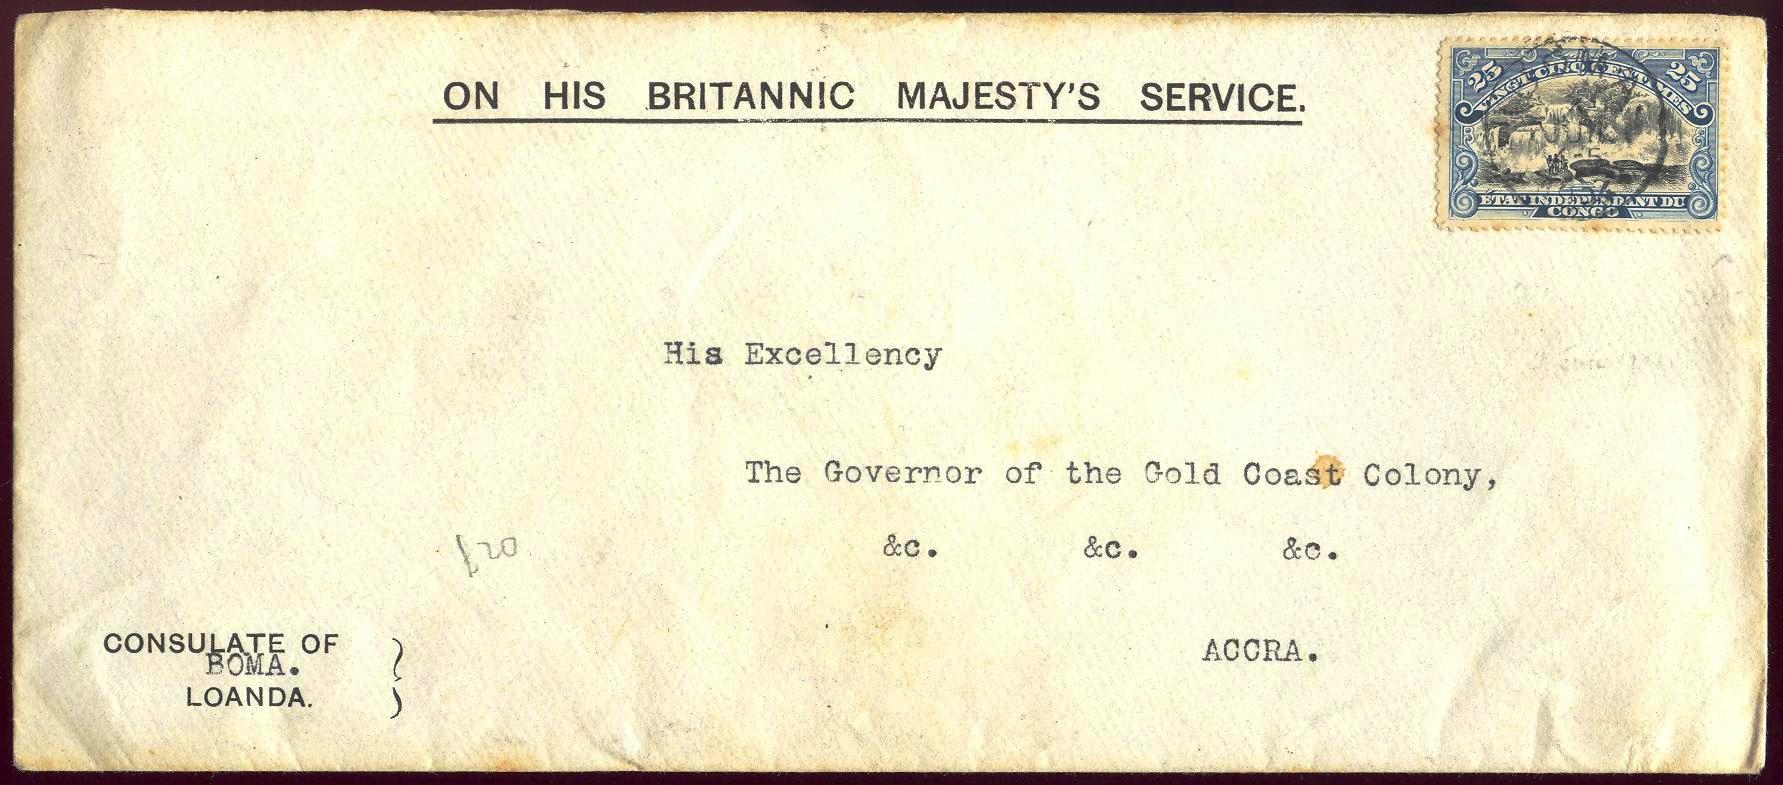 ON HIS BRITANNIC MAJESTY'S SERVICE.
25 25
VINGT-CINQ CENTIMES
ETAT INDEPENDANT DU
CONGO
His Excellency
The Governor of the Gold Coast Colony,
&c. &c. &c.
£20
ACCRA.
CONSULATE OF
BOMA.
LOANDA.